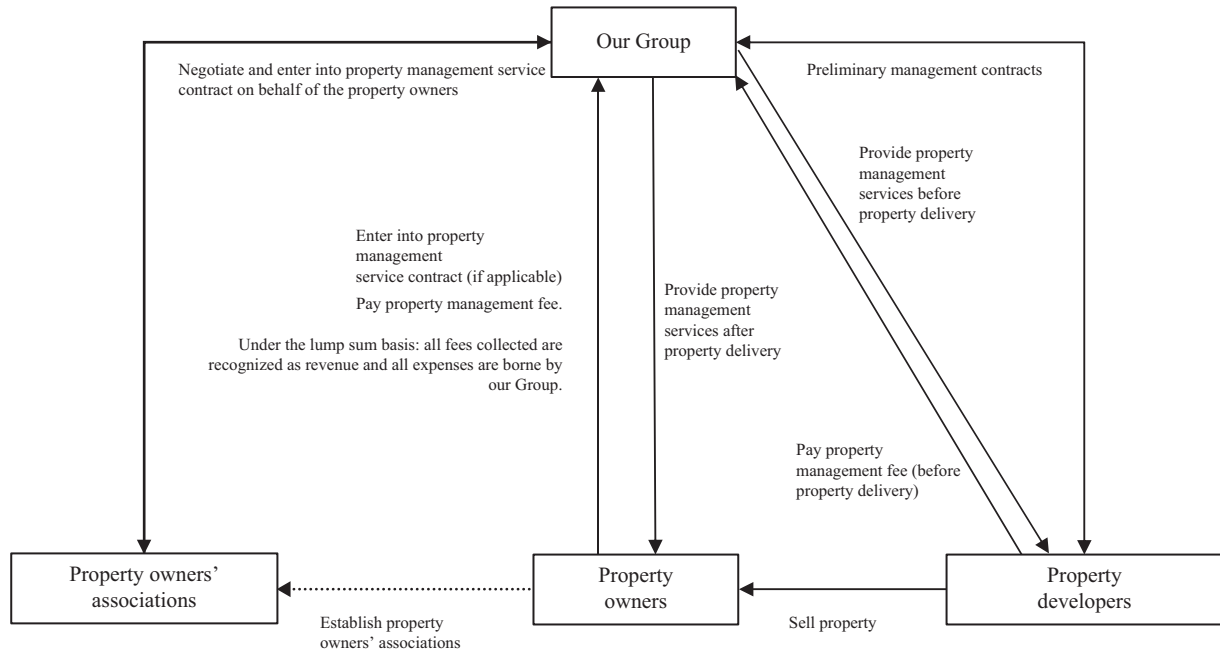 Our Group
Negotiate and enter into property management service
contract on behalf of the property owners
Preliminary management contracts
Provide property
management
services before
property delivery
Enter into property
management
service contract (if applicable)
Pay property management fee.
Under the lump sum basis: all fees collected are
recognized as revenue and all expenses are borne by
our Group.
Provide property
management
services after
property delivery
Pay property
management fee (before
property delivery)
Property owners’
associations
Property
owners
Property
developers
Establish property
owners’ associations
Sell property